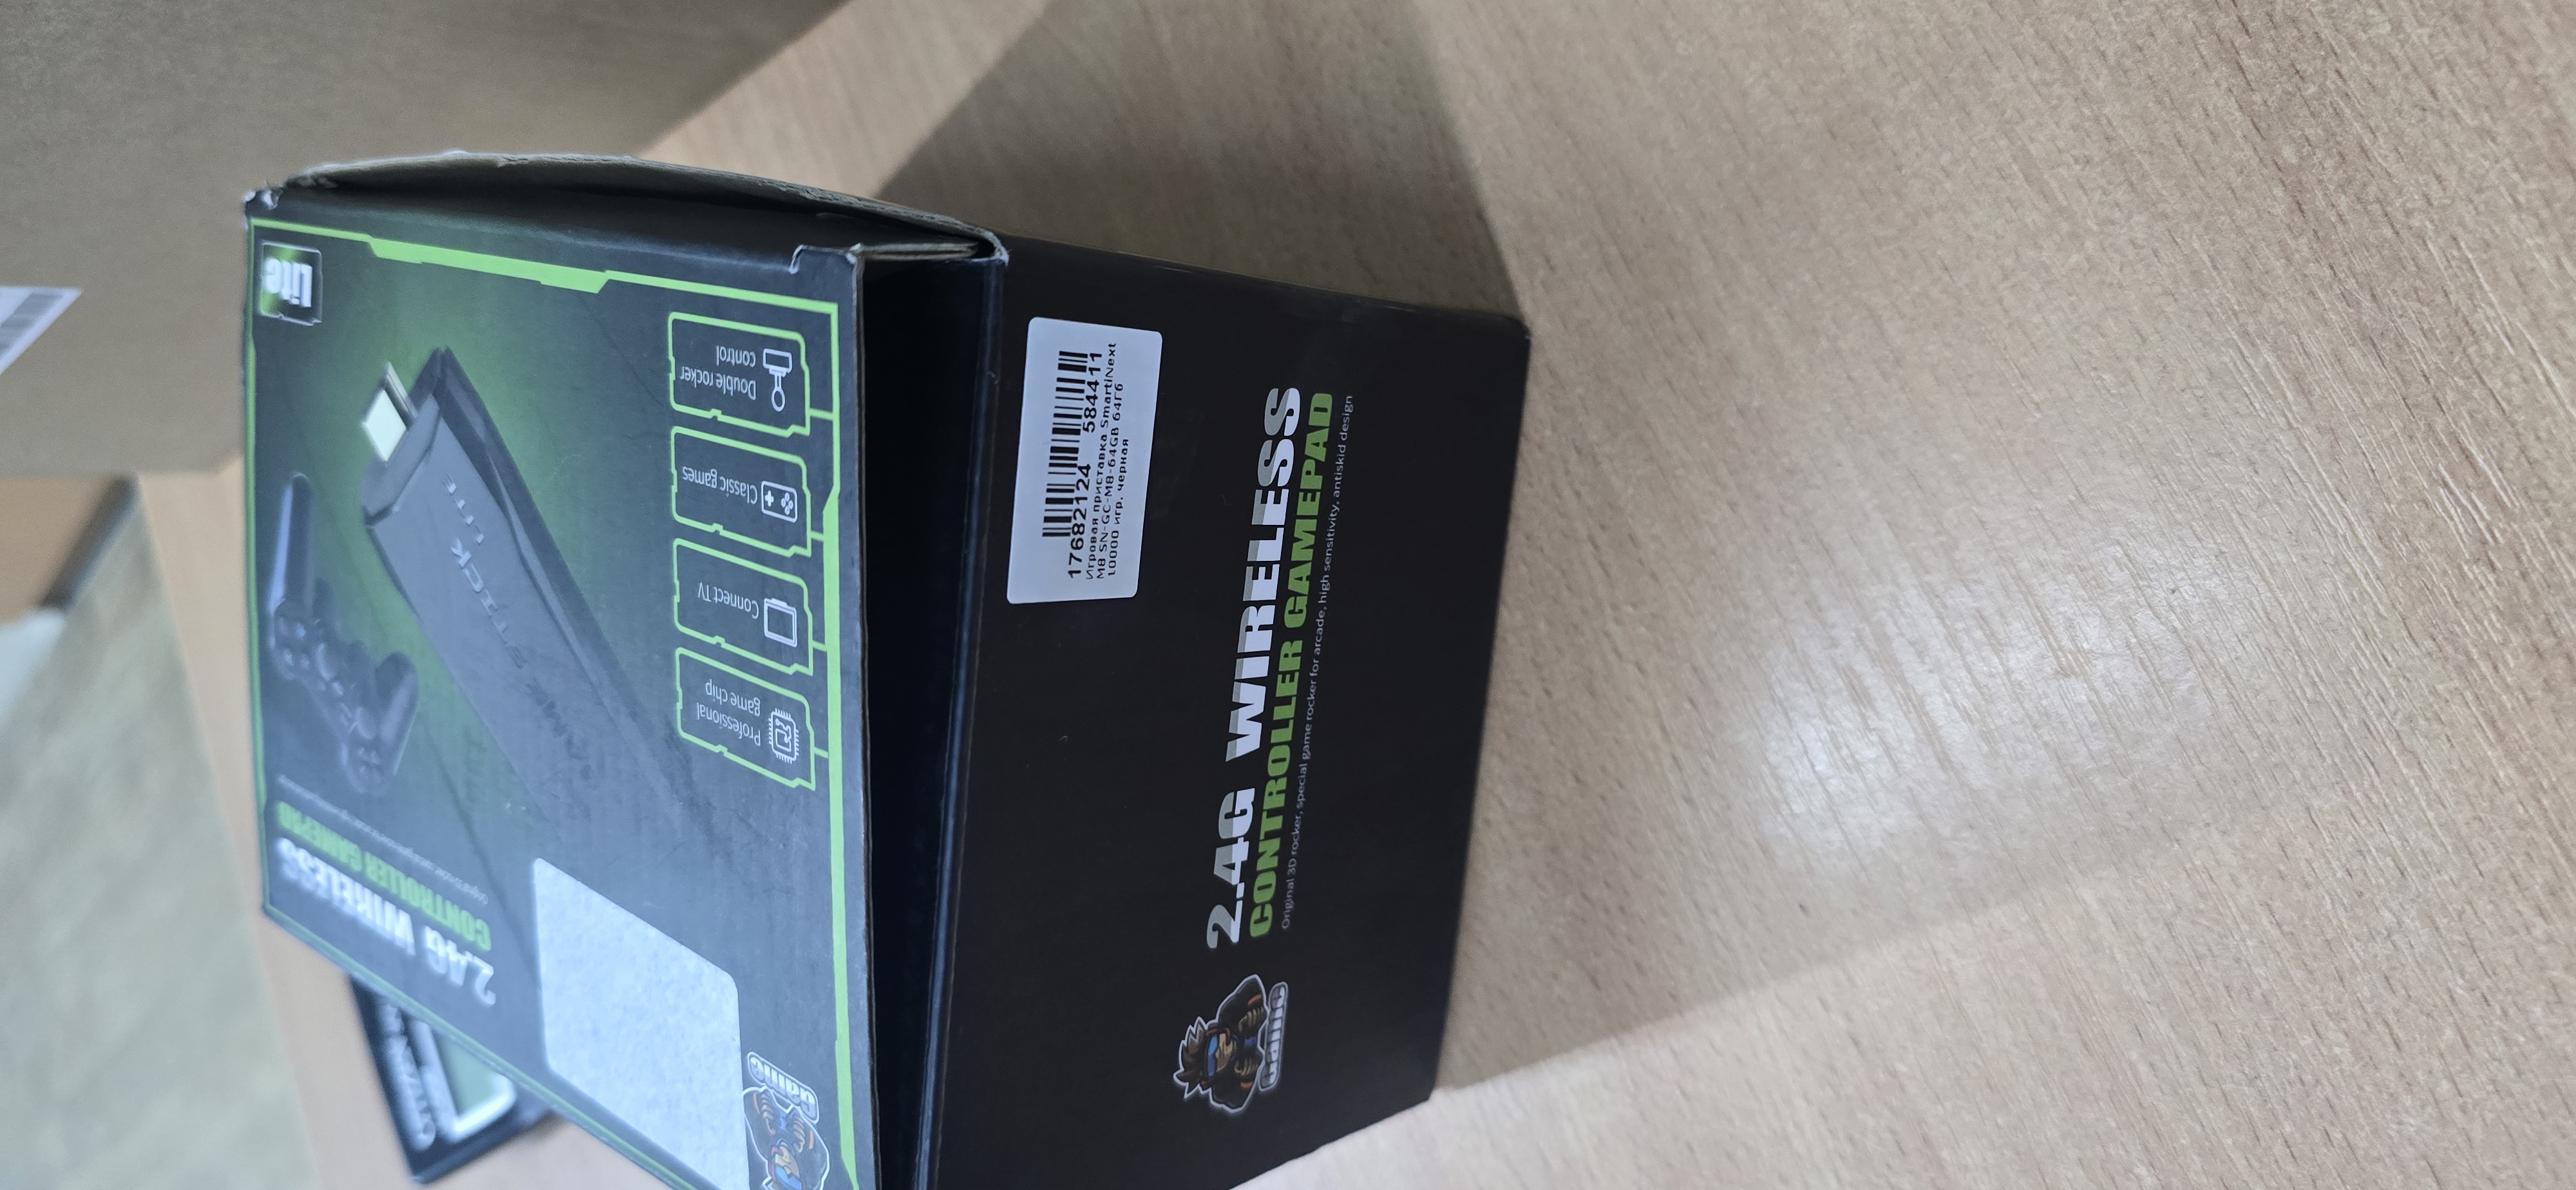 Lite
Double rocker
control
Classic games
Connect TV
Professional
game chip
STICK
LITE
2.4G WIRELESS
CONTROLLER GAMEPAD
Game
17682124 584411
Игровая приставка SmartiNext
M8 SN-GC-M8-64GB 64Гб
10000 игр. черная
2.4G WIRELESS
CONTROLLER GAMEPAD
Original 3D rocker, special game rocker for arcade, high sensitivity, antiskid design
Game